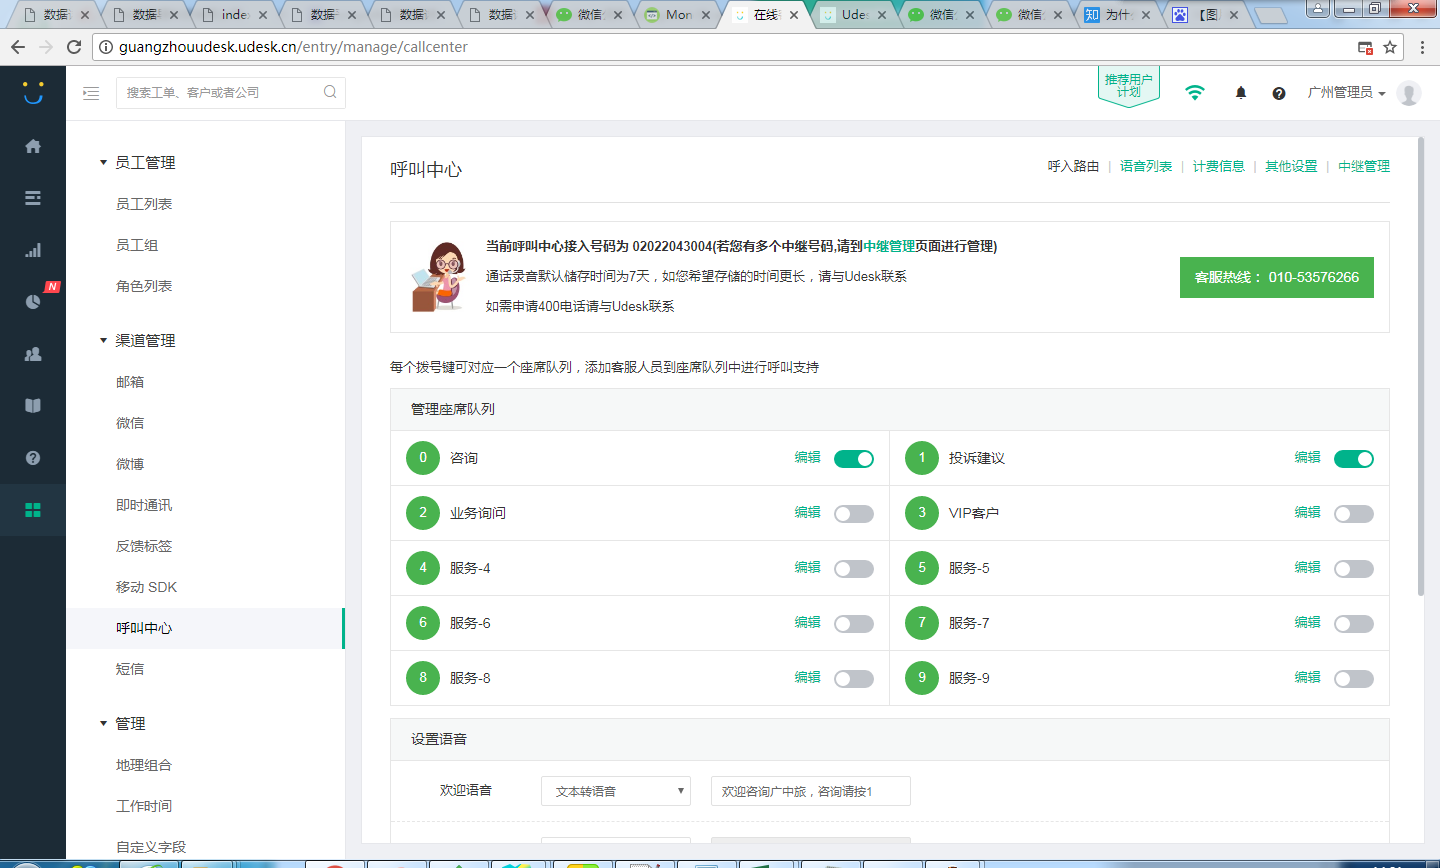 数据
数据
index
数据
数据
数据
微信
Mon
在线
Udes
微信
微信
知
为什
【图
guangzhouudesk.udesk.cn/entry/manage/callcenter
搜索工单、客户或者公司
推荐用户
计划
广州管理员
N
员工管理
员工列表
员工组
角色列表
渠道管理
邮箱
微信
微博
即时通讯
反馈标签
移动 SDK
呼叫中心
短信
管理
地理组合
工作时间
自定义字段
呼叫中心
呼入路由 | 语音列表 | 计费信息 | 其他设置 | 中继管理
当前呼叫中心接入号码为 02022043004(若您有多个中继号码,请到中继管理页面进行管理)
通话录音默认储存时间为7天，如您希望存储的时间更长，请与Udesk联系
如需申请400电话请与Udesk联系
客服热线： 010-53576266
每个拨号键可对应一个座席队列，添加客服人员到座席队列中进行呼叫支持
管理座席队列
0 咨询 编辑
1 投诉建议 编辑
2 业务询问 编辑
3 VIP客户 编辑
4 服务-4 编辑
5 服务-5 编辑
6 服务-6 编辑
7 服务-7 编辑
8 服务-8 编辑
9 服务-9 编辑
设置语音
欢迎语音 文本转语音 欢迎咨询广中旅，咨询请按1